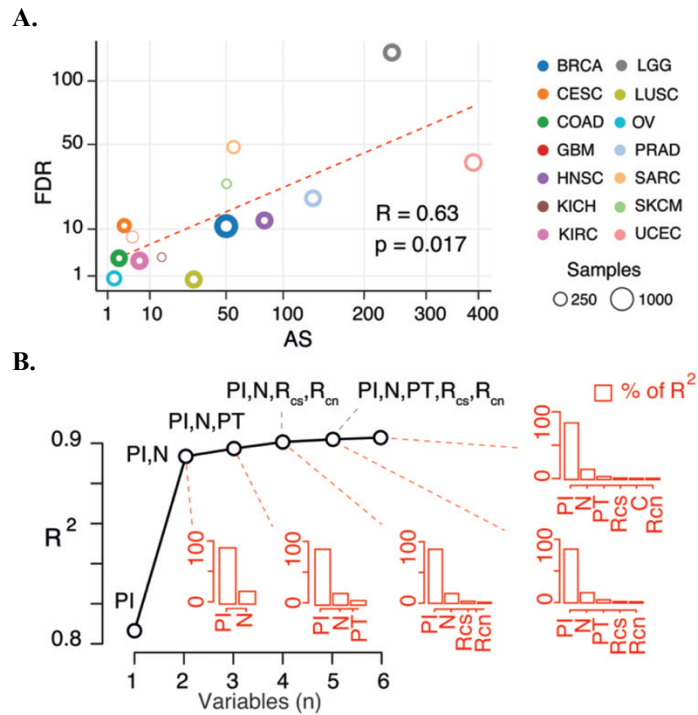 A.
FDR
100
50
10
1
1
10
50
100
200
300
400
AS
R = 0.63
p = 0.017
BRCA
CESC
COAD
GBM
HNSC
KICH
KIRC
LGG
LUSC
OV
PRAD
SARC
SKCM
UCEC
Samples
250
1000
B.
R²
0.9
0.8
PI
PI,N
PI,N,PT
PI,N,Rcs,Rcn
PI,N,PT,Rcs,Rcn
% of R²
100
0
PI
N
100
0
PI
N
PT
100
0
PI
N
Rcs
Rcn
100
0
PI
N
PT
Rcs
Rcn
100
0
PI
N
PT
Rcs
C
Rcn
1
2
3
4
5
6
Variables (n)